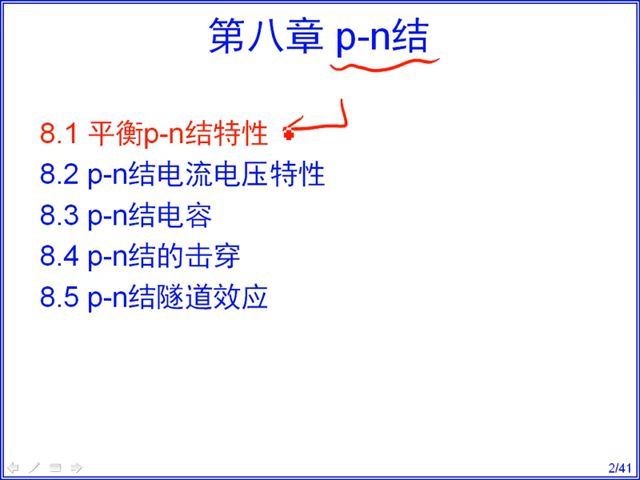 第八章 p-n结
8.1 平衡p-n结特性
8.2 p-n结电流电压特性
8.3 p-n结电容
8.4 p-n结的击穿
8.5 p-n结隧道效应
2/41